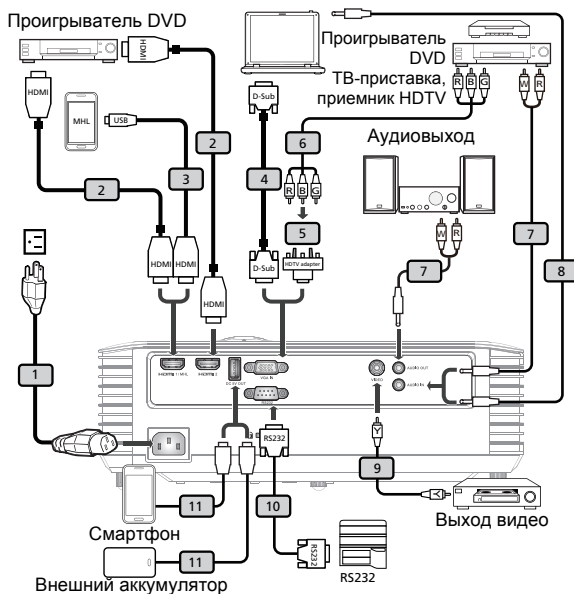 Проигрыватель DVD
HDMI
HDMI
MHL
USB
D-Sub
Проигрыватель
DVD
ТВ-приставка,
приемник HDTV
R B G
W R
Аудиовыход
2
3
2
4
6
R B G
5
7
8
W R
7
HDMI
HDMI
HDMI
D-Sub
HDTV adapter
1
HDMI 1 / MHL
HDMI 2
DC 5V OUT
VGA IN
VIDEO
AUDIO OUT
AUDIO IN
RS232
Y
9
Y
Выход видео
11
Смартфон
10
11
Внешний аккумулятор
RS232
RS232